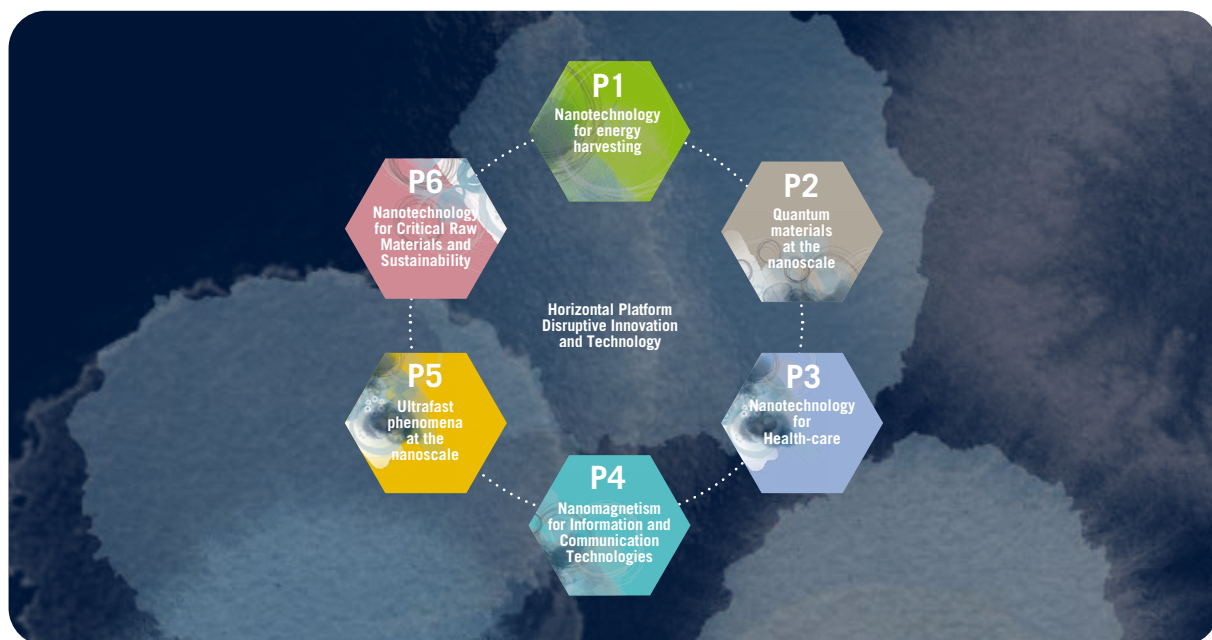 P1
Nanotechnology
for energy
harvesting
P2
Quantum
materials
at the
nanoscale
P3
Nanotechnology
for
Health-care
P4
Nanomagnetism
for Information and
Communication
Technologies
P5
Ultrafast
phenomena
at the
nanoscale
P6
Nanotechnology
for Critical Raw
Materials and
Sustainability
Horizontal Platform
Disruptive Innovation
and Technology